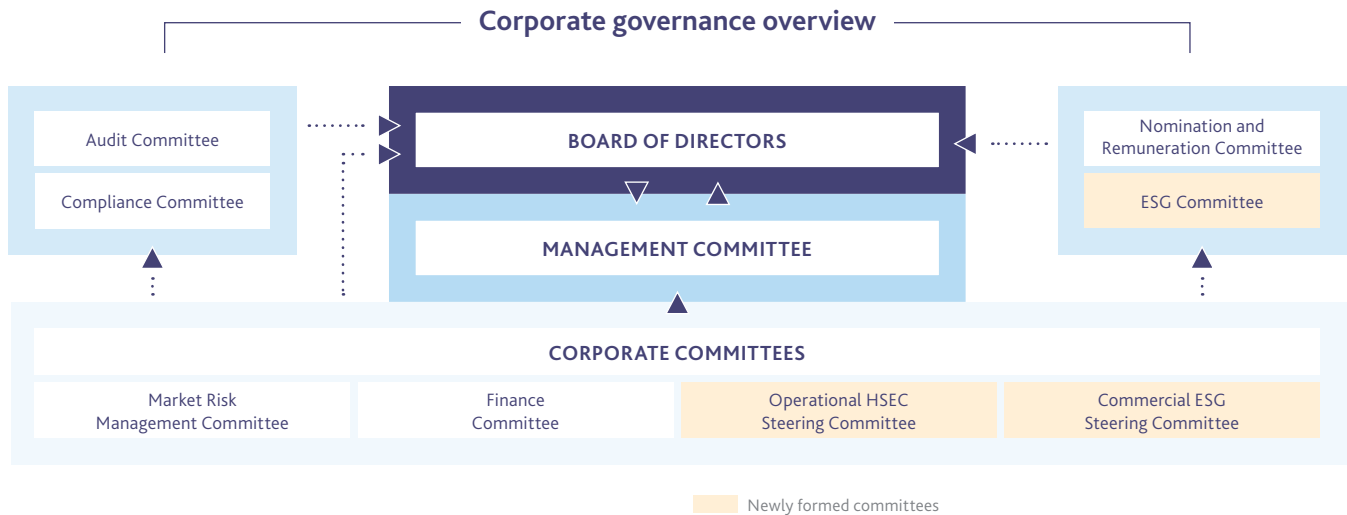 Corporate governance overview
Audit Committee
Compliance Committee
BOARD OF DIRECTORS
MANAGEMENT COMMITTEE
Nomination and
Remuneration Committee
ESG Committee
CORPORATE COMMITTEES
Market Risk
Management Committee
Finance
Committee
Operational HSEC
Steering Committee
Commercial ESG
Steering Committee
Newly formed committees